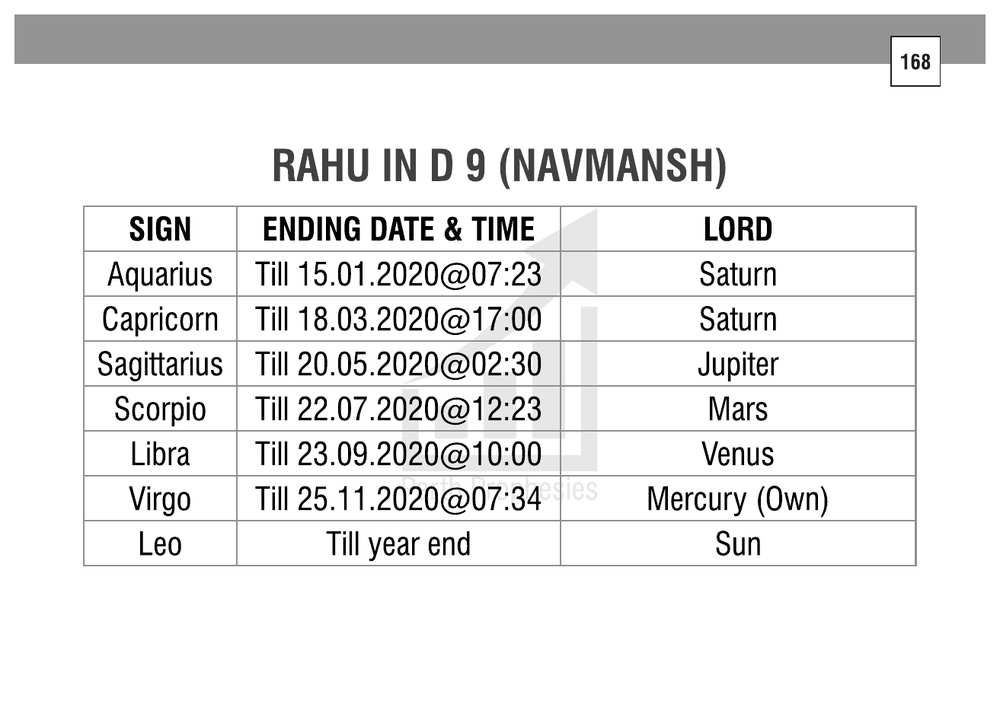 168
RAHU IN D 9 (NAVMANSH)
SIGN ENDING DATE & TIME LORD
Aquarius Till 15.01.2020@07:23 Saturn
Capricorn Till 18.03.2020@17:00 Saturn
Sagittarius Till 20.05.2020@02:30 Jupiter
Scorpio Till 22.07.2020@12:23 Mars
Libra Till 23.09.2020@10:00 Venus
Virgo Till 25.11.2020@07:34 Mercury (Own)
Parth Prophesies
Leo Till year end Sun